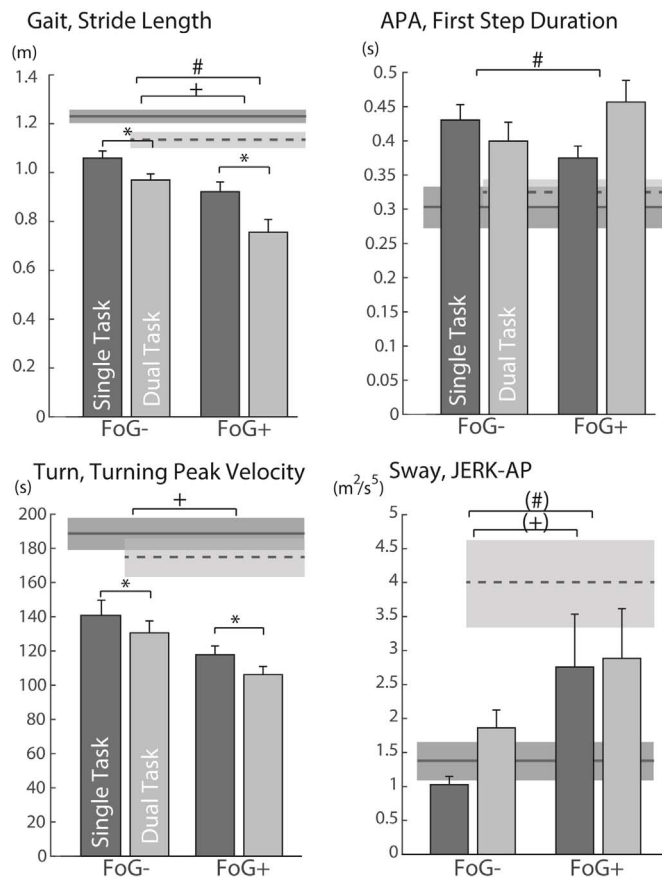 Gait, Stride Length
(m)
1.4
1.2
1.0
0.8
0.6
0.4
0.2
0
#
+
*
*
Single Task
Dual Task
FoG-
FoG+
APA, First Step Duration
(s)
0.5
0.45
0.4
0.35
0.3
0.25
0.2
0.15
0.1
0.05
0
#
Single Task
Dual Task
FoG-
FoG+
Turn, Turning Peak Velocity
(s)
200
180
160
140
120
100
80
60
40
20
0
+
*
*
Single Task
Dual Task
FoG-
FoG+
Sway, JERK-AP
(m²/s⁵)
5
4.5
4
3.5
3
2.5
2
1.5
1
0.5
0
(#)
(+)
FoG-
FoG+